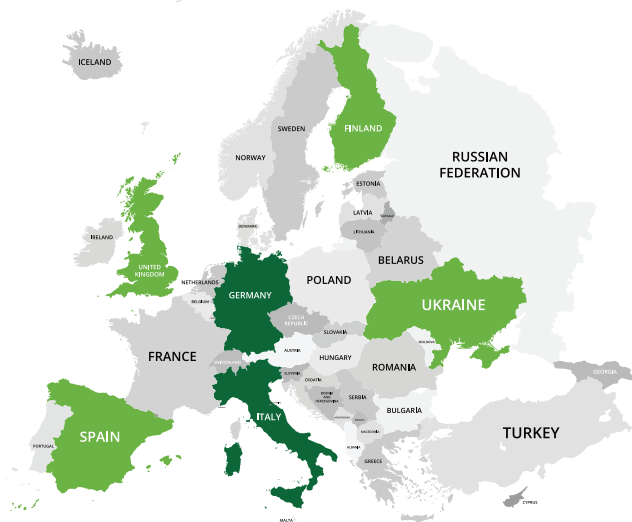 ICELAND
FINLAND
SWEDEN
NORWAY
RUSSIAN
FEDERATION
ESTONIA
LATVIA
LITHUANIA
DENMARK
IRELAND
UNITED
KINGDOM
BELARUS
NETHERLANDS
POLAND
GERMANY
BELGIUM
UKRAINE
CZECH
REPUBLIC
SLOVAKIA
MOLDOVA
AUSTRIA
FRANCE
HUNGARY
SWITZERLAND
ROMANIA
GEORGIA
SLOVENIA
CROATIA
BOSNIA
AND
HERZEGOVINA
SERBIA
BULGARIA
ITALY
MACEDONIA
TURKEY
SPAIN
PORTUGAL
ALBANIA
GREECE
CYPRUS
MALTA